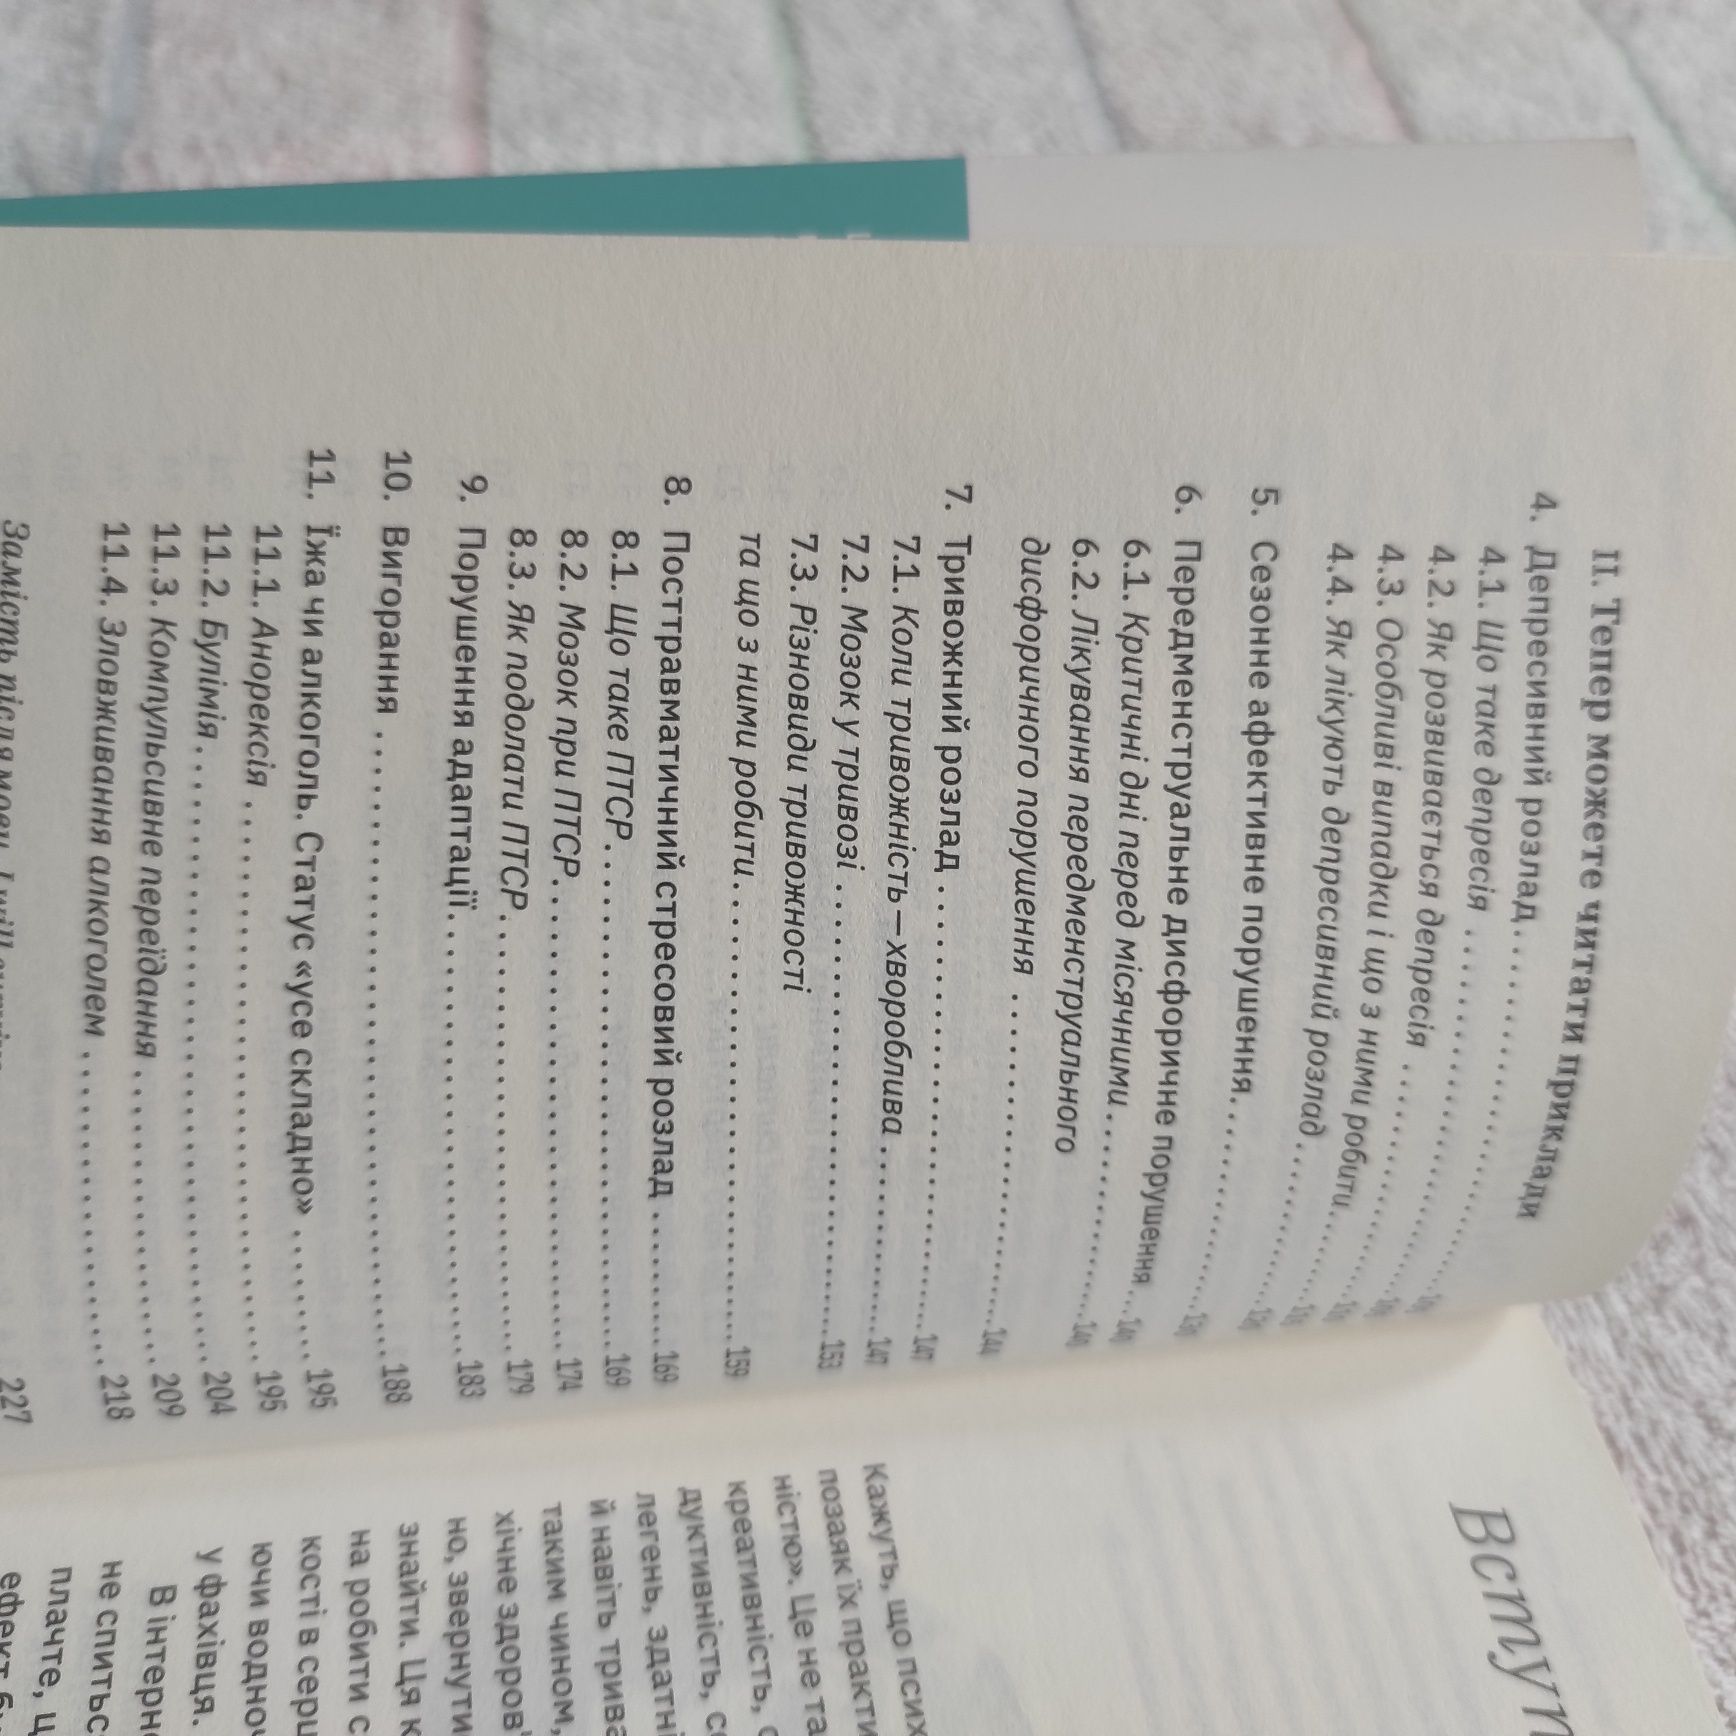 II. Тепер можете читати приклади
4. Депресивний розлад
4.1. Що таке депресія
4.2. Як розвивається депресія
4.3. Особливі випадки і що з ними робити
4.4. Як лікують депресивний розлад
5. Сезонне афективне порушення
6. Передменструальне дисфоричне порушення
6.1. Критичні дні перед місячними
6.2. Лікування передменструального
дисфоричного порушення 144
7. Тривожний розлад 147
7.1. Коли тривожність — хвороблива 147
7.2. Мозок у тривозі 153
7.3. Різновиди тривожності
та що з ними робити 159
8. Посттравматичний стресовий розлад 169
8.1. Що таке ПТСР 169
8.2. Мозок при ПТСР 174
8.3. Як подолати ПТСР 179
9. Порушення адаптації 183
10. Вигорання 188
11. Їжа чи алкоголь. Статус «усе складно» 195
11.1. Анорексія 195
11.2. Булімія 204
11.3. Компульсивне переїдання 209
11.4. Зловживання алкоголем 218
Замість післямови. 227
Вступ
Кажуть, що псих
позаяк їх практи
ністю». Це не та
креативність, с
дуктивність, со
легень, здатні
й навіть трива
таким чином,
хічне здоров'
но, звернути
знайти. Ця к
на робити с
кості в серц
ючи водноч
у фахівця.
В інтерн
не спитьс
плачте, ц